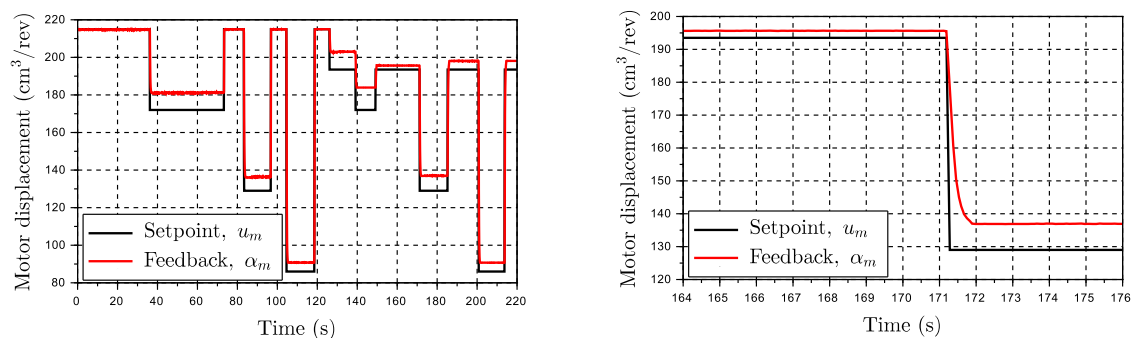 Motor displacement (cm³/rev)
220
200
180
160
140
120
100
80
0 20 40 60 80 100 120 140 160 180 200 220
Time (s)
Setpoint, uₘ
Feedback, αₘ
Motor displacement (cm³/rev)
200
190
180
170
160
150
140
130
120
164 165 166 167 168 169 170 171 172 173 174 175 176
Time (s)
Setpoint, uₘ
Feedback, αₘ